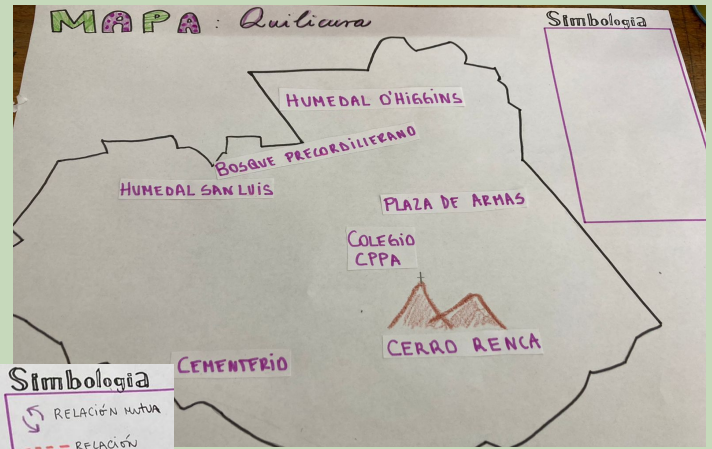 MAPA: Quilicura
Simbologia
HUMEDAL O'HIGGINS
BOSQUE PRECORDILIERANO
HUMEDAL SAN LUIS
PLAZA DE ARMAS
COLEGIO
CPPA
CERRO RENCA
CEMENTERIO
Simbologia
RELACIÓN MUTUA
RELACIÓN